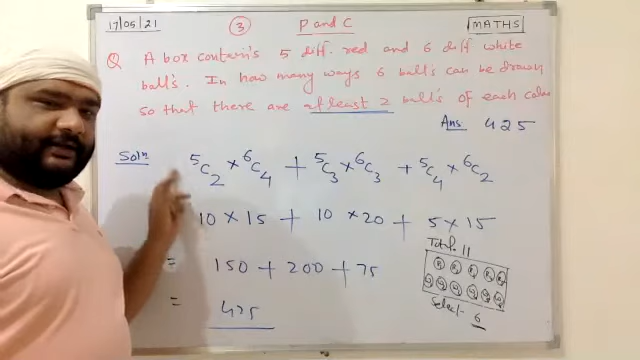 17/05/21 3 P and C MATHS
Q A box contain's 5 diff. red and 6 diff white
ball's. In how many ways 6 ball's can be drawn
so that there are atleast 2 ball's of each color
Ans: 425
Solⁿ ⁵C₂ × ⁶C₄ + ⁵C₃ × ⁶C₃ + ⁵C₄ × ⁶C₂
10 × 15 + 10 × 20 + 5 × 15
= 150 + 200 + 75
= 425
Total. 11
R R R R R
W W W W W W
Select - 6